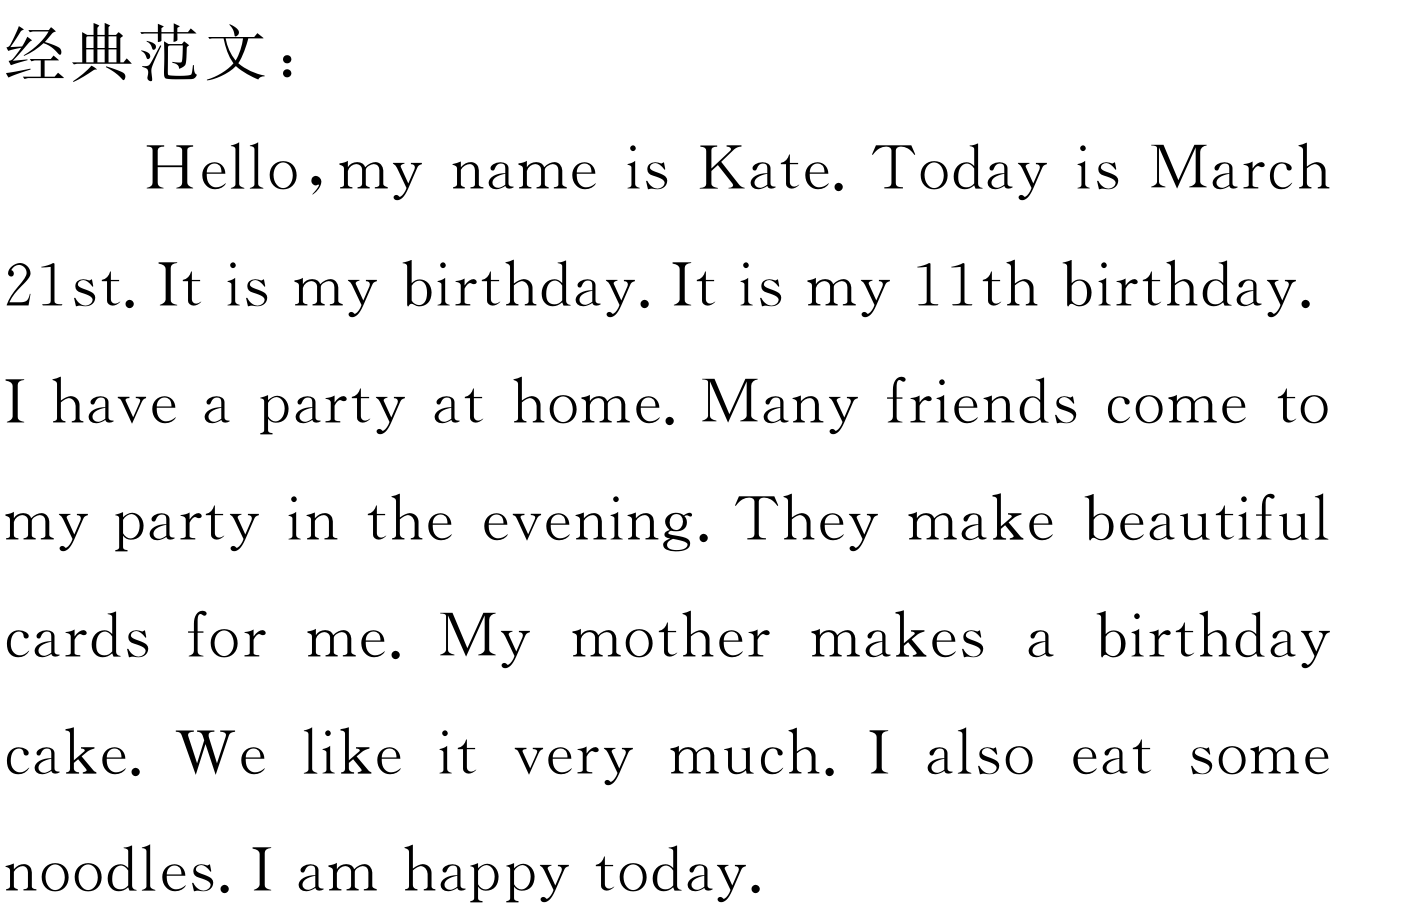 经典范文：
Hello,my name is Kate. Today is March
21st. It is my birthday. It is my 11th birthday.
I have a party at home. Many friends come to
my party in the evening. They make beautiful
cards for me. My mother makes a birthday
cake. We like it very much. I also eat some
noodles. I am happy today.